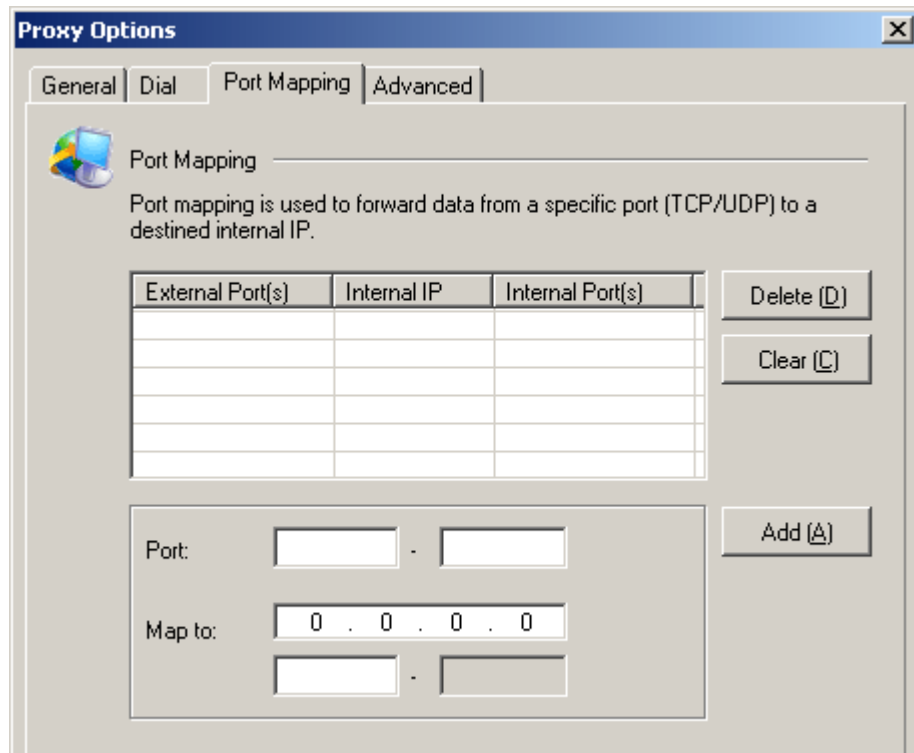 Proxy Options
General Dial Port Mapping Advanced
Port Mapping
Port mapping is used to forward data from a specific port (TCP/UDP) to a
destined internal IP.
External Port(s) Internal IP Internal Port(s)
Delete (D)
Clear (C)
Add (A)
Port: -
Map to: 0 . 0 . 0 . 0
-